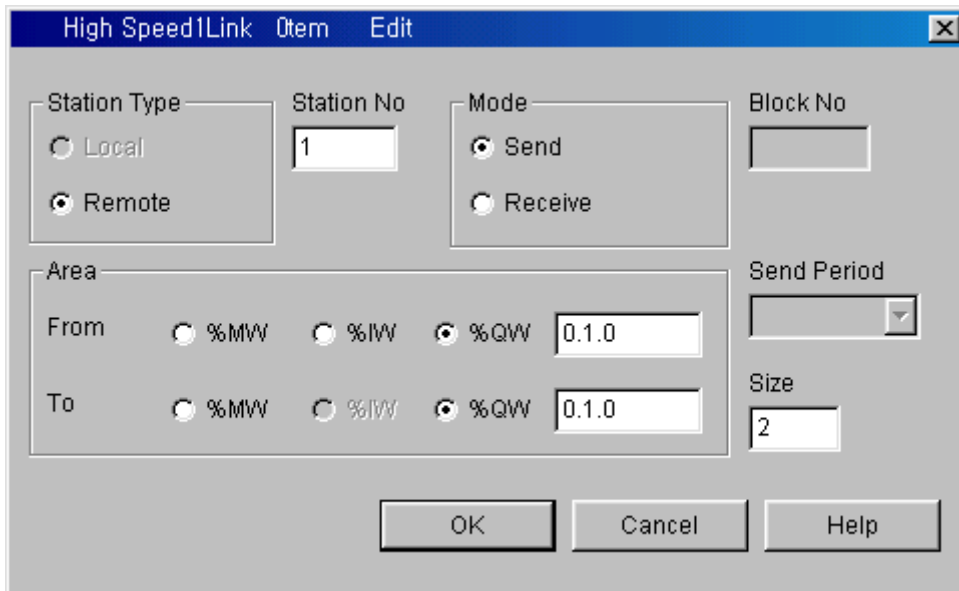 High Speed1Link 0tem Edit
Station Type
Local
Remote
Station No
1
Mode
Send
Receive
Block No
Area
From %MW %IW %QW 0.1.0
To %MW %IW %QW 0.1.0
Send Period
Size
2
OK Cancel Help